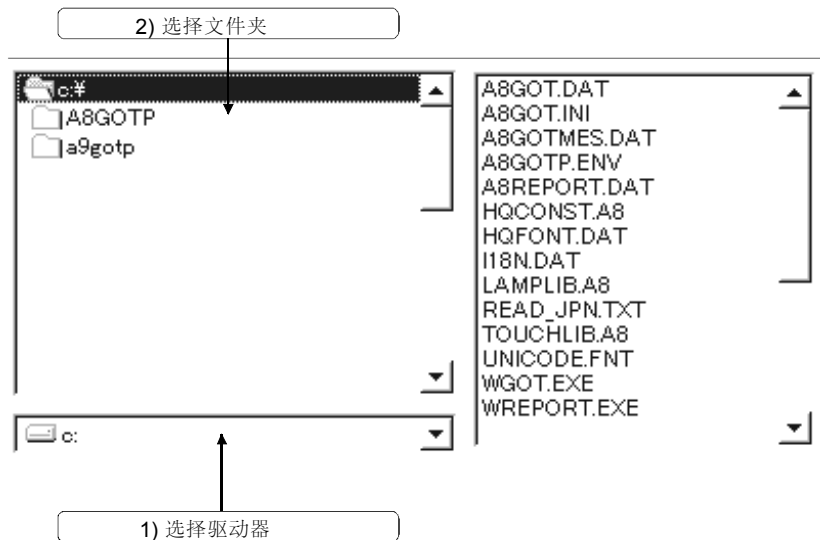 2) 选择文件夹
c:¥
A8GOTP
a9gotp
A8GOT.DAT
A8GOT.INI
A8GOTMES.DAT
A8GOTP.ENV
A8REPORT.DAT
HQCONST.A8
HQFONT.DAT
I18N.DAT
LAMPLIB.A8
READ_JPN.TXT
TOUCHLIB.A8
UNICODE.FNT
WGOT.EXE
WREPORT.EXE
c:
1) 选择驱动器